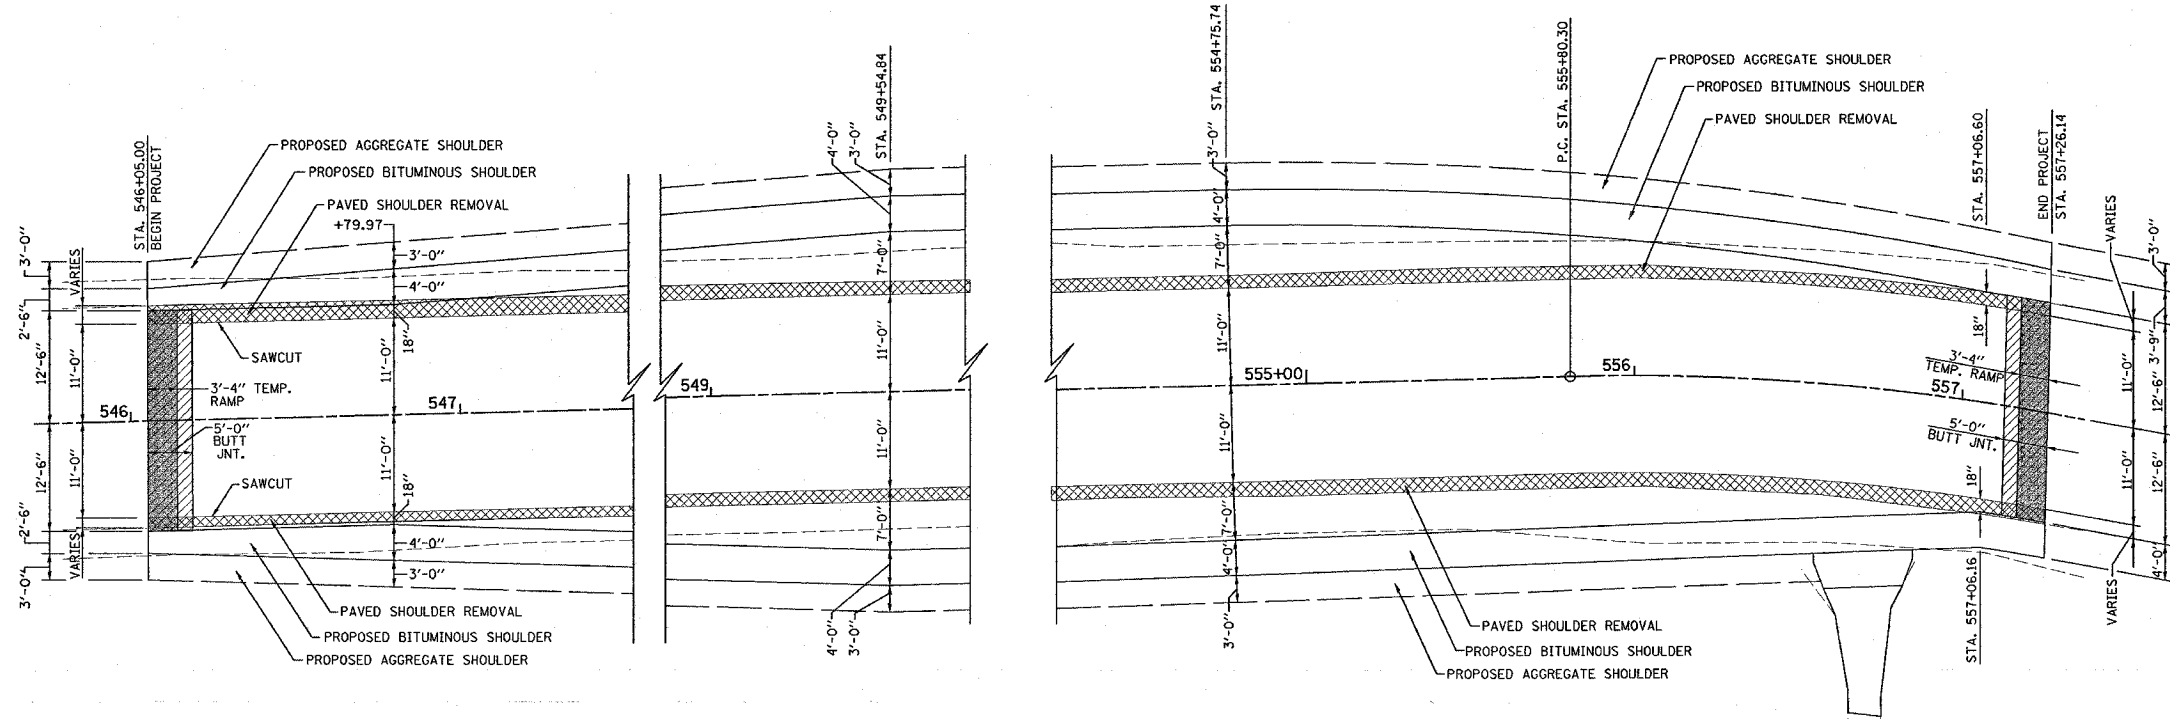 STA. 546+05.00
BEGIN PROJECT
PROPOSED AGGREGATE SHOULDER
PROPOSED BITUMINOUS SHOULDER
PAVED SHOULDER REMOVAL
+79.97
3'-0"
VARIES
2'-6"
12'-6"
11'-0"
546
12'-6"
11'-0"
2'-6"
VARIES
3'-0"
SAWCUT
3'-4" TEMP.
RAMP
5'-0"
BUTT
JNT.
SAWCUT
3'-0"
4'-0"
18"
11'-0"
547
11'-0"
18"
4'-0"
3'-0"
PAVED SHOULDER REMOVAL
PROPOSED BITUMINOUS SHOULDER
PROPOSED AGGREGATE SHOULDER
STA. 549+54.84
4'-0"
3'-0"
7'-0"
11'-0"
549
11'-0"
7'-0"
4'-0"
3'-0"
STA. 554+75.74
3'-0"
4'-0"
7'-0"
11'-0"
555+00
11'-0"
7'-0"
4'-0"
3'-0"
P.C. STA. 555+80.30
556
PROPOSED AGGREGATE SHOULDER
PROPOSED BITUMINOUS SHOULDER
PAVED SHOULDER REMOVAL
STA. 557+06.60
END PROJECT
STA. 557+26.14
VARIES
3'-0"
18"
3'-4"
TEMP. RAMP
557
5'-0"
BUTT JNT.
18"
11'-0"
3'-9"
12'-6"
11'-0"
12'-6"
4'-0"
VARIES
STA. 557+06.16
PAVED SHOULDER REMOVAL
PROPOSED BITUMINOUS SHOULDER
PROPOSED AGGREGATE SHOULDER